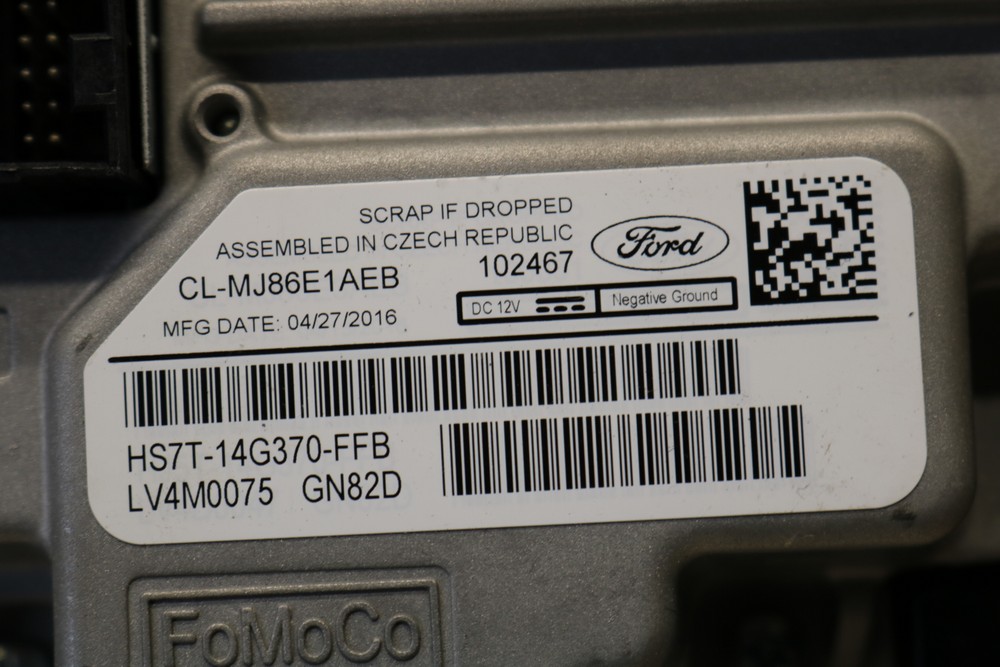 SCRAP IF DROPPED
ASSEMBLED IN CZECH REPUBLIC
CL-MJ86E1AEB 102467
Ford
DC 12V Negative Ground
MFG DATE: 04/27/2016
HS7T-14G370-FFB
LV4M0075 GN82D
FoMoCo